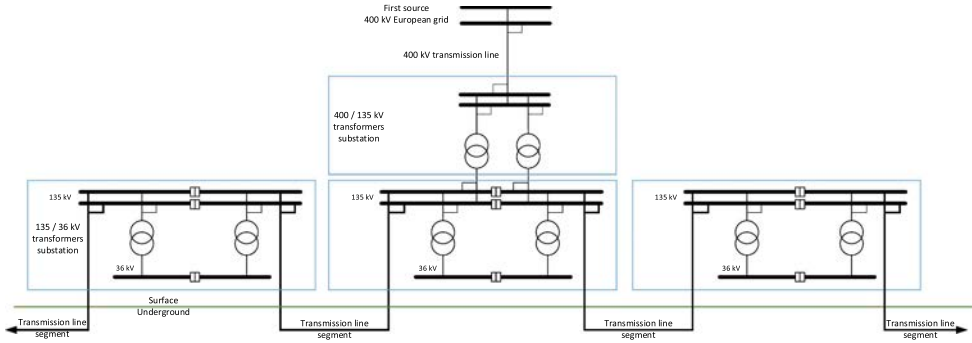 First source
400 kV European grid
400 kV transmission line
400 / 135 kV
transformers
substation
135 kV
135 kV
135 kV
135 / 36 kV
transformers
substation
36 kV
36 kV
36 kV
Surface
Underground
Transmission line
segment
Transmission line
segment
Transmission line
segment
Transmission line
segment